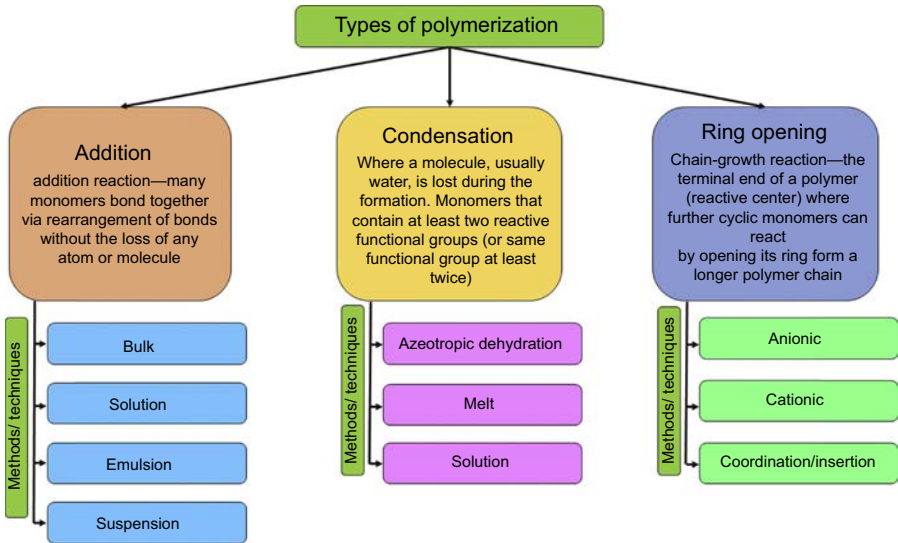 Types of polymerization
Addition
addition reaction—many
monomers bond together
via rearrangement of bonds
without the loss of any
atom or molecule
Methods/ techniques
Bulk
Solution
Emulsion
Suspension
Condensation
Where a molecule, usually
water, is lost during the
formation. Monomers that
contain at least two reactive
functional groups (or same
functional group at least
twice)
Methods/ techniques
Azeotropic dehydration
Melt
Solution
Ring opening
Chain-growth reaction—the
terminal end of a polymer
(reactive center) where
further cyclic monomers can
react
by opening its ring form a
longer polymer chain
Methods/ techniques
Anionic
Cationic
Coordination/insertion